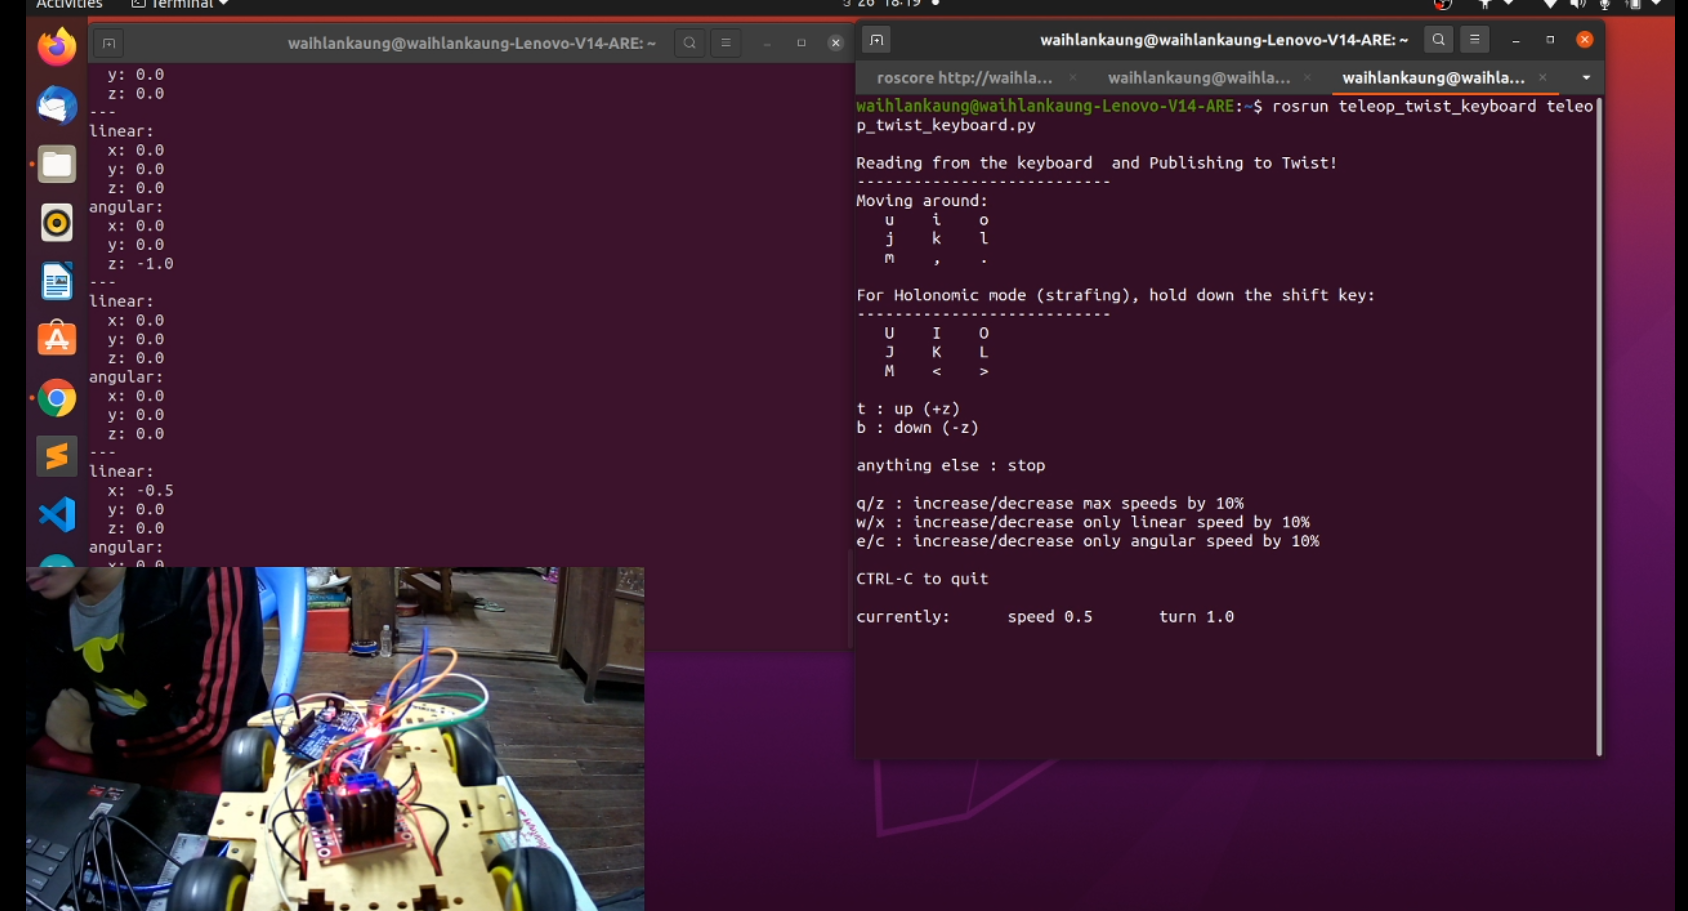 Activities
Terminal
26 18:19
waihlankaung@waihlankaung-Lenovo-V14-ARE: ~
y: 0.0
z: 0.0
---
linear:
x: 0.0
y: 0.0
z: 0.0
angular:
x: 0.0
y: 0.0
z: -1.0
---
linear:
x: 0.0
y: 0.0
z: 0.0
angular:
x: 0.0
y: 0.0
z: 0.0
---
linear:
x: -0.5
y: 0.0
z: 0.0
angular:
x: 0.0
waihlankaung@waihlankaung-Lenovo-V14-ARE: ~
roscore http://waihla...
waihlankaung@waihla...
waihlankaung@waihla...
waihlankaung@waihlankaung-Lenovo-V14-ARE:~$ rosrun teleop_twist_keyboard teleo
p_twist_keyboard.py
Reading from the keyboard  and Publishing to Twist!
---------------------------
Moving around:
u    i    o
j    k    l
m    ,    .
For Holonomic mode (strafing), hold down the shift key:
---------------------------
U    I    O
J    K    L
M    <    >
t : up (+z)
b : down (-z)
anything else : stop
q/z : increase/decrease max speeds by 10%
w/x : increase/decrease only linear speed by 10%
e/c : increase/decrease only angular speed by 10%
CTRL-C to quit
currently:	speed 0.5	turn 1.0